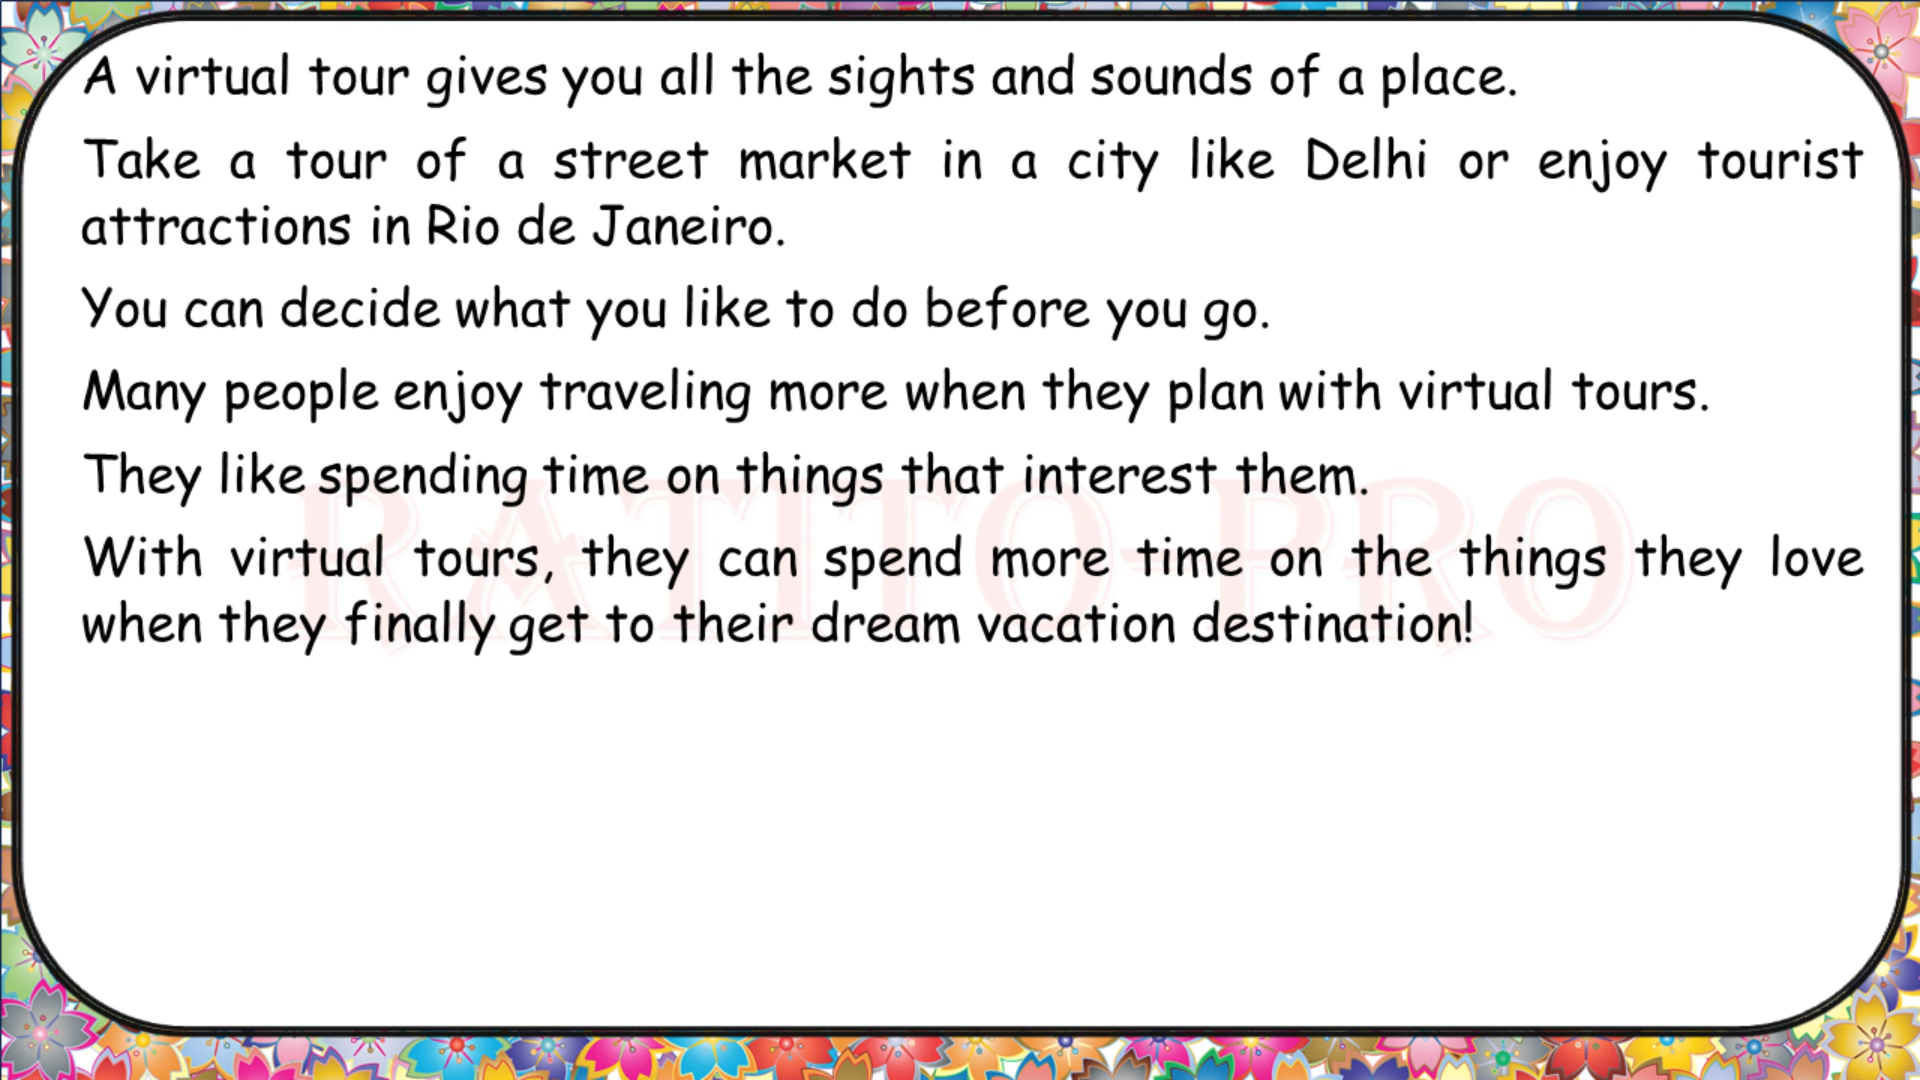 A virtual tour gives you all the sights and sounds of a place.
Take a tour of a street market in a city like Delhi or enjoy tourist
attractions in Rio de Janeiro.
You can decide what you like to do before you go.
Many people enjoy traveling more when they plan with virtual tours.
They like spending time on things that interest them.
With virtual tours, they can spend more time on the things they love
when they finally get to their dream vacation destination!
RATITO PRO